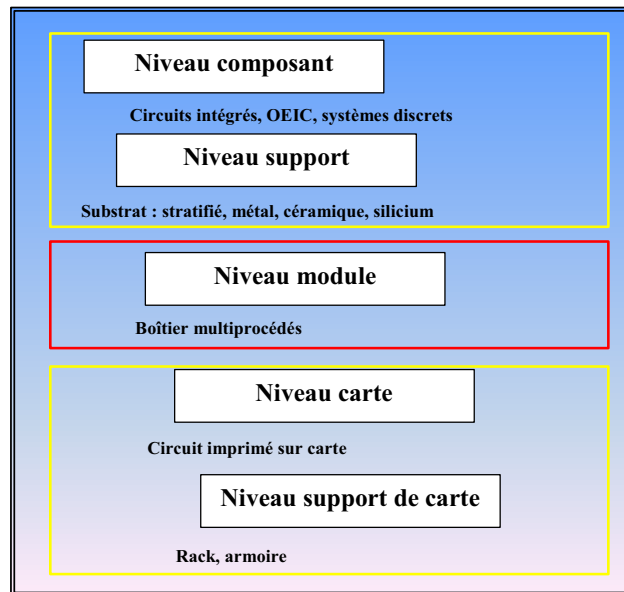 Niveau composant
Circuits intégrés, OEIC, systèmes discrets
Niveau support
Substrat : stratifié, métal, céramique, silicium
Niveau module
Boîtier multiprocédés
Niveau carte
Circuit imprimé sur carte
Niveau support de carte
Rack, armoire